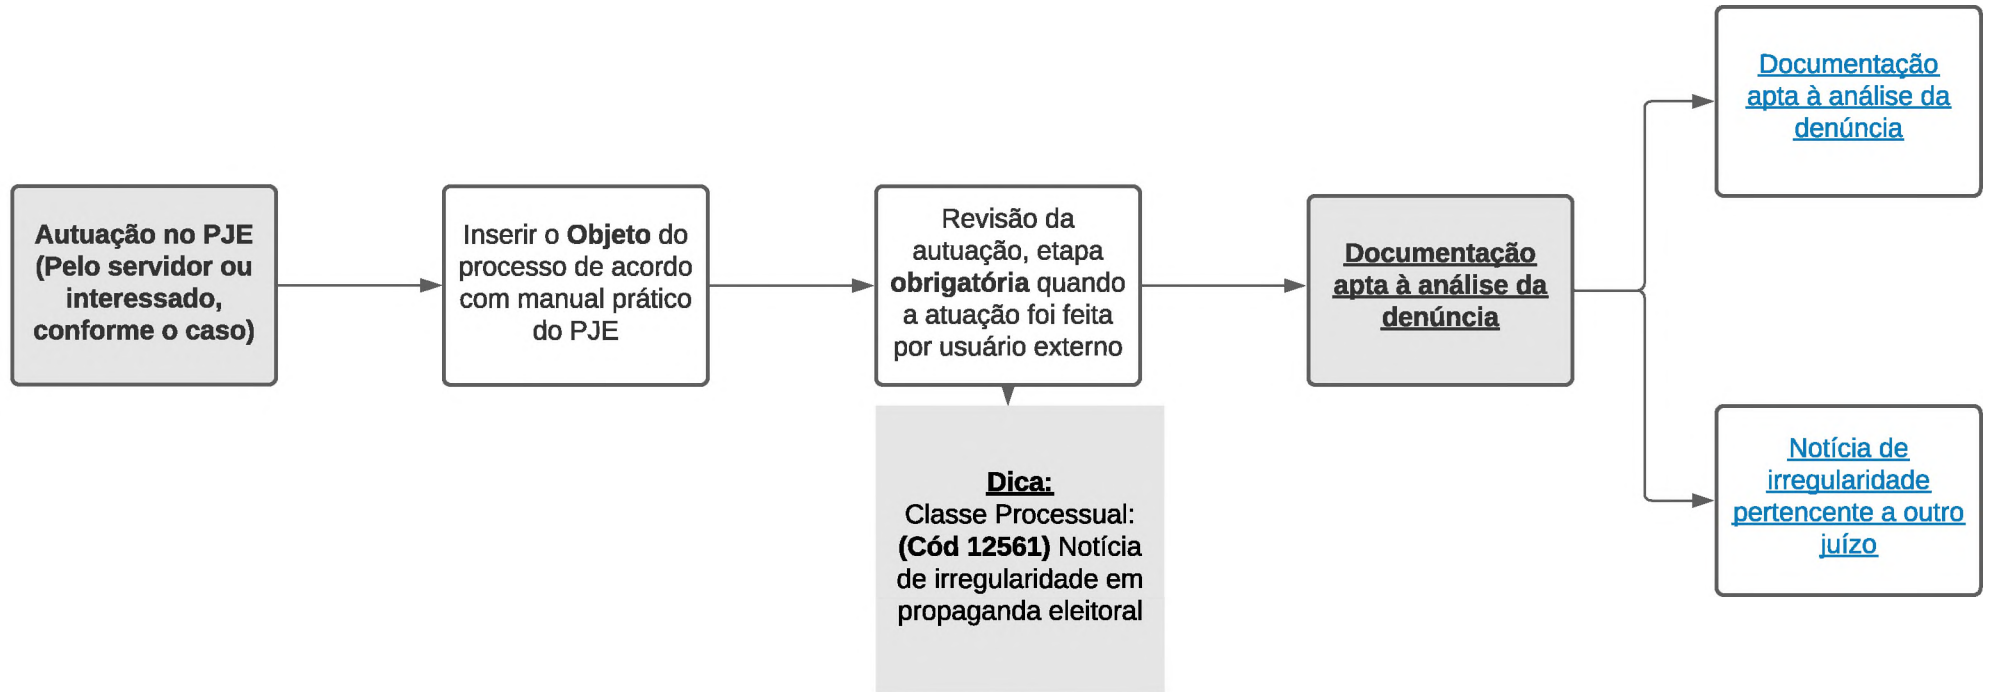 Autuação no PJE
(Pelo servidor ou
interessado,
conforme o caso)
Inserir o Objeto do
processo de acordo
com manual prático
do PJE
Revisão da
autuação, etapa
obrigatória quando
a atuação foi feita
por usuário externo
Dica:
Classe Processual:
(Cód 12561) Notícia
de irregularidade em
propaganda eleitoral
Documentação
apta à análise da
denúncia
Documentação
apta à análise da
denúncia
Notícia de
irregularidade
pertencente a outro
juízo